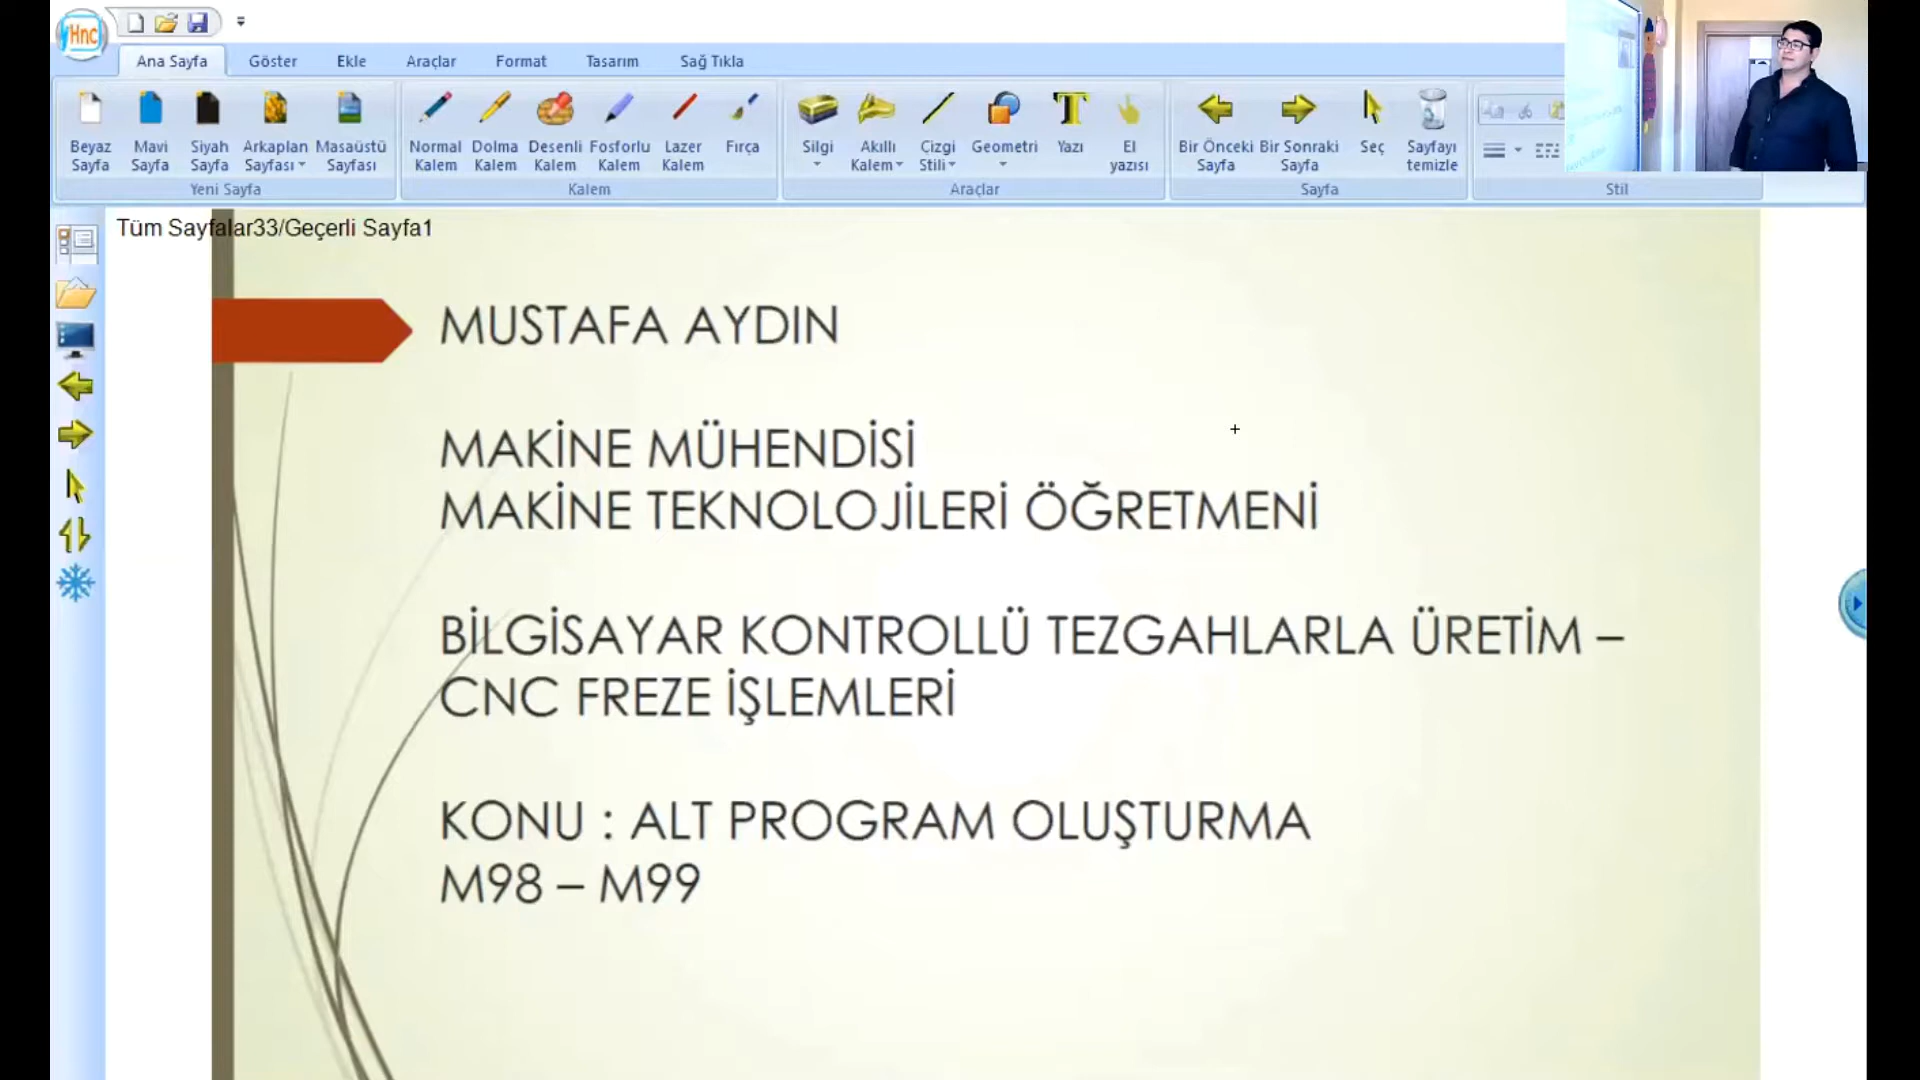 Hnc
Ana Sayfa Göster Ekle Araçlar Format Tasarım Sağ Tıkla
Beyaz Sayfa
Mavi Sayfa
Siyah Sayfa
Arkaplan Sayfası
Masaüstü Sayfası
Yeni Sayfa
Normal Kalem
Dolma Kalem
Desenli Kalem
Fosforlu Kalem
Lazer Kalem
Fırça
Kalem
Silgi
Akıllı Kalem
Çizgi Stili
Geometri
Yazı
El yazısı
Araçlar
Bir Önceki Sayfa
Bir Sonraki Sayfa
Seç
Sayfayı temizle
Sayfa
Stil
Tüm Sayfalar33/Geçerli Sayfa1
MUSTAFA AYDIN
MAKİNE MÜHENDİSİ
MAKİNE TEKNOLOJİLERİ ÖĞRETMENİ
BİLGİSAYAR KONTROLLÜ TEZGAHLARLA ÜRETİM –
CNC FREZE İŞLEMLERİ
KONU : ALT PROGRAM OLUŞTURMA
M98 – M99